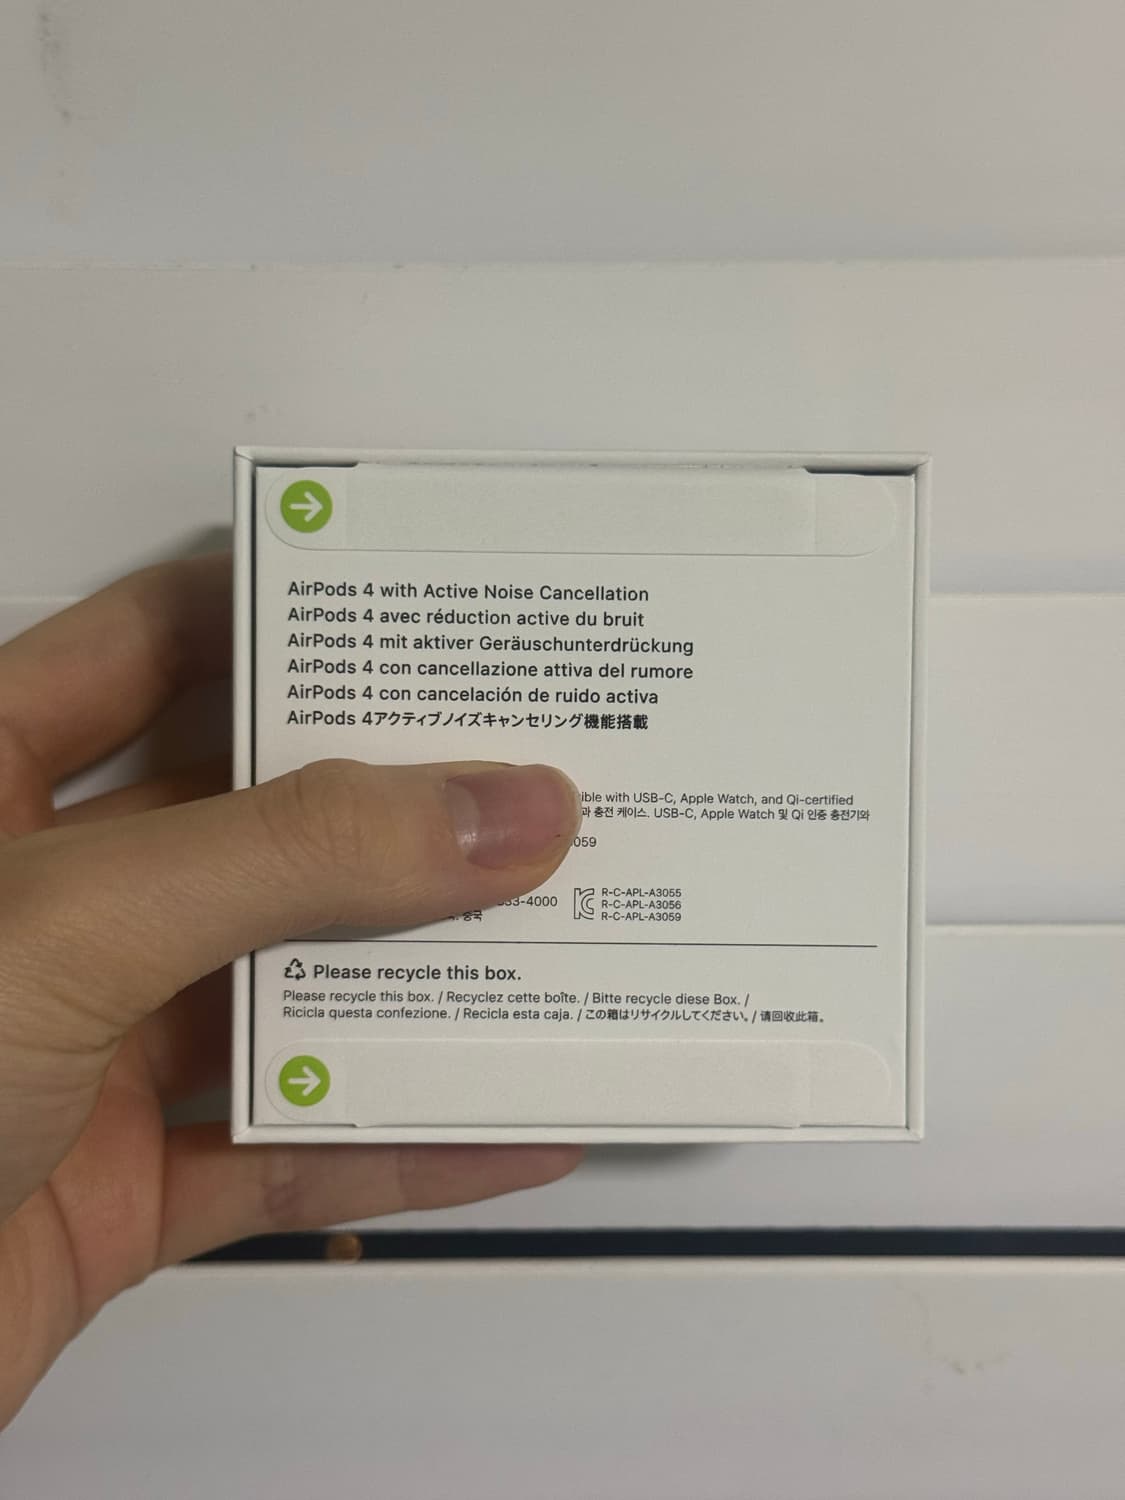 AirPods 4 with Active Noise Cancellation
AirPods 4 avec réduction active du bruit
AirPods 4 mit aktiver Geräuschunterdrückung
AirPods 4 con cancellazione attiva del rumore
AirPods 4 con cancelación de ruido activa
AirPods 4アクティブノイズキャンセリング機能搭載
with USB-C, Apple Watch, and Qi-certified
충전 케이스. USB-C, Apple Watch 및 Qi 인증 충전기와
R-C-APL-A3055
-4000 R-C-APL-A3056
중국 R-C-APL-A3059
Please recycle this box.
Please recycle this box. / Recyclez cette boîte. / Bitte recycle diese Box. /
Ricicla questa confezione. / Recicla esta caja. / この箱はリサイクルしてください。/ 请回收此箱。